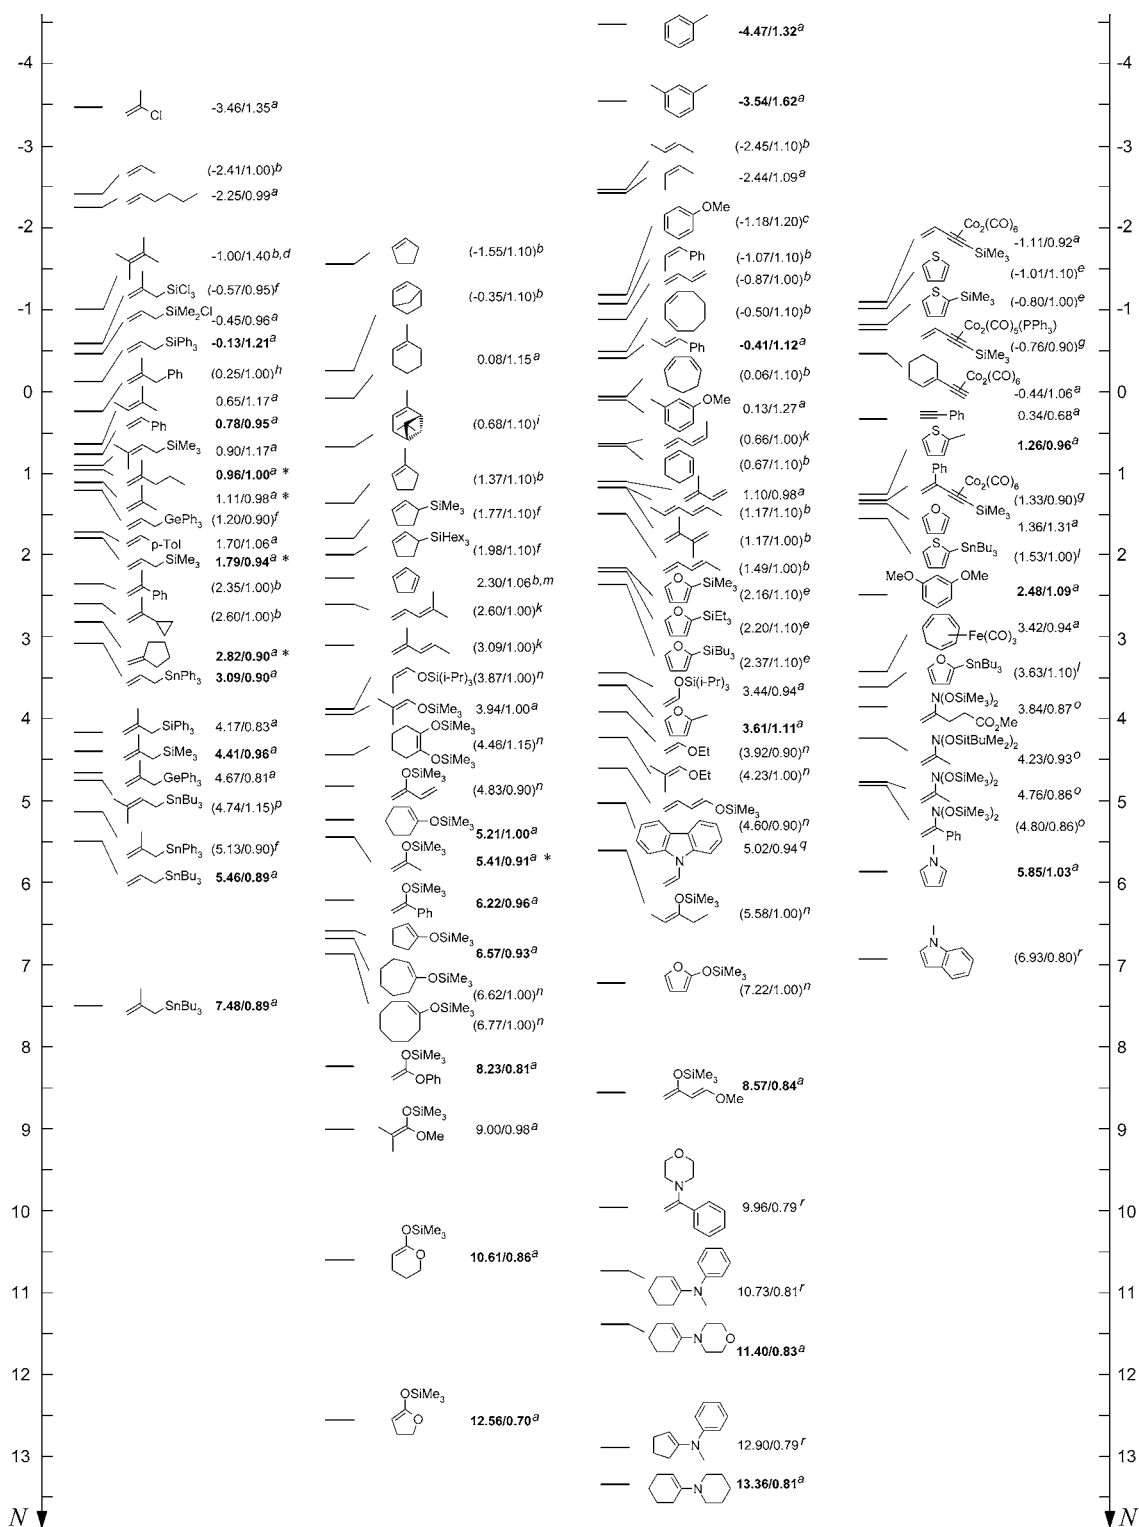 -4
-3
-2
-1
0
1
2
3
4
5
6
7
8
9
10
11
12
13
N
Cl
-3.46/1.35a
(-2.41/1.00)b
-2.25/0.99a
-1.00/1.40b,d
SiCl3
(-0.57/0.95)f
SiMe2Cl
-0.45/0.96a
SiPh3
-0.13/1.21a
Ph
(0.25/1.00)h
0.65/1.17a
Ph
0.78/0.95a
SiMe3
0.90/1.17a
0.96/1.00a *
1.11/0.98a *
GePh3
(1.20/0.90)f
p-Tol
1.70/1.06a
SiMe3
1.79/0.94a *
Ph
(2.35/1.00)b
(2.60/1.00)b
2.82/0.90a *
SnPh3
3.09/0.90a
SiPh3
4.17/0.83a
SiMe3
4.41/0.96a
GePh3
4.67/0.81a
SnBu3
(4.74/1.15)p
SnPh3
(5.13/0.90)f
SnBu3
5.46/0.89a
SnBu3
7.48/0.89a
(-1.55/1.10)b
(-0.35/1.10)b
0.08/1.15a
(0.68/1.10)i
(1.37/1.10)b
SiMe3
(1.77/1.10)f
SiHex3
(1.98/1.10)f
2.30/1.06b,m
(2.60/1.00)k
(3.09/1.00)k
OSi(i-Pr)3
(3.87/1.00)n
OSiMe3
3.94/1.00a
OSiMe3
OSiMe3
(4.46/1.15)n
OSiMe3
(4.83/0.90)n
OSiMe3
5.21/1.00a
OSiMe3
5.41/0.91a *
OSiMe3
Ph
6.22/0.96a
OSiMe3
6.57/0.93a
OSiMe3
(6.62/1.00)n
OSiMe3
(6.77/1.00)n
OSiMe3
OPh
8.23/0.81a
OSiMe3
OMe
9.00/0.98a
OSiMe3
O
10.61/0.86a
OSiMe3
O
12.56/0.70a
-4.47/1.32a
-3.54/1.62a
(-2.45/1.10)b
-2.44/1.09a
OMe
(-1.18/1.20)c
Ph
(-1.07/1.10)b
(-0.87/1.00)b
(-0.50/1.10)b
Ph
-0.41/1.12a
(0.06/1.10)b
OMe
0.13/1.27a
(0.66/1.00)k
(0.67/1.10)b
1.10/0.98a
(1.17/1.10)b
(1.17/1.00)b
(1.49/1.00)b
O
SiMe3
(2.16/1.10)e
O
SiEt3
(2.20/1.10)e
O
SiBu3
(2.37/1.10)e
OSi(i-Pr)3
3.44/0.94a
O
3.61/1.11a
OEt
(3.92/0.90)n
OEt
(4.23/1.00)n
OSiMe3
(4.60/0.90)n
N
5.02/0.94q
OSiMe3
(5.58/1.00)n
O
OSiMe3
(7.22/1.00)n
OSiMe3
OMe
8.57/0.84a
O
N
9.96/0.79r
N
10.73/0.81r
N
O
11.40/0.83a
N
12.90/0.79r
N
13.36/0.81a
Co2(CO)6
SiMe3
-1.11/0.92a
S
(-1.01/1.10)e
S
SiMe3
(-0.80/1.00)e
Co2(CO)5(PPh3)
SiMe3
(-0.76/0.90)g
Co2(CO)6
-0.44/1.06a
Ph
0.34/0.68a
S
1.26/0.96a
Ph
Co2(CO)6
SiMe3
(1.33/0.90)g
O
1.36/1.31a
S
SnBu3
(1.53/1.00)l
MeO
OMe
2.48/1.09a
Fe(CO)3
3.42/0.94a
O
SnBu3
(3.63/1.10)l
N(OSiMe3)2
CO2Me
3.84/0.87o
N(OSitBuMe2)2
4.23/0.93o
N(OSiMe3)2
4.76/0.86o
N(OSiMe3)2
Ph
(4.80/0.86)o
N
5.85/1.03a
N
(6.93/0.80)r
-4
-3
-2
-1
0
1
2
3
4
5
6
7
8
9
10
11
12
13
N